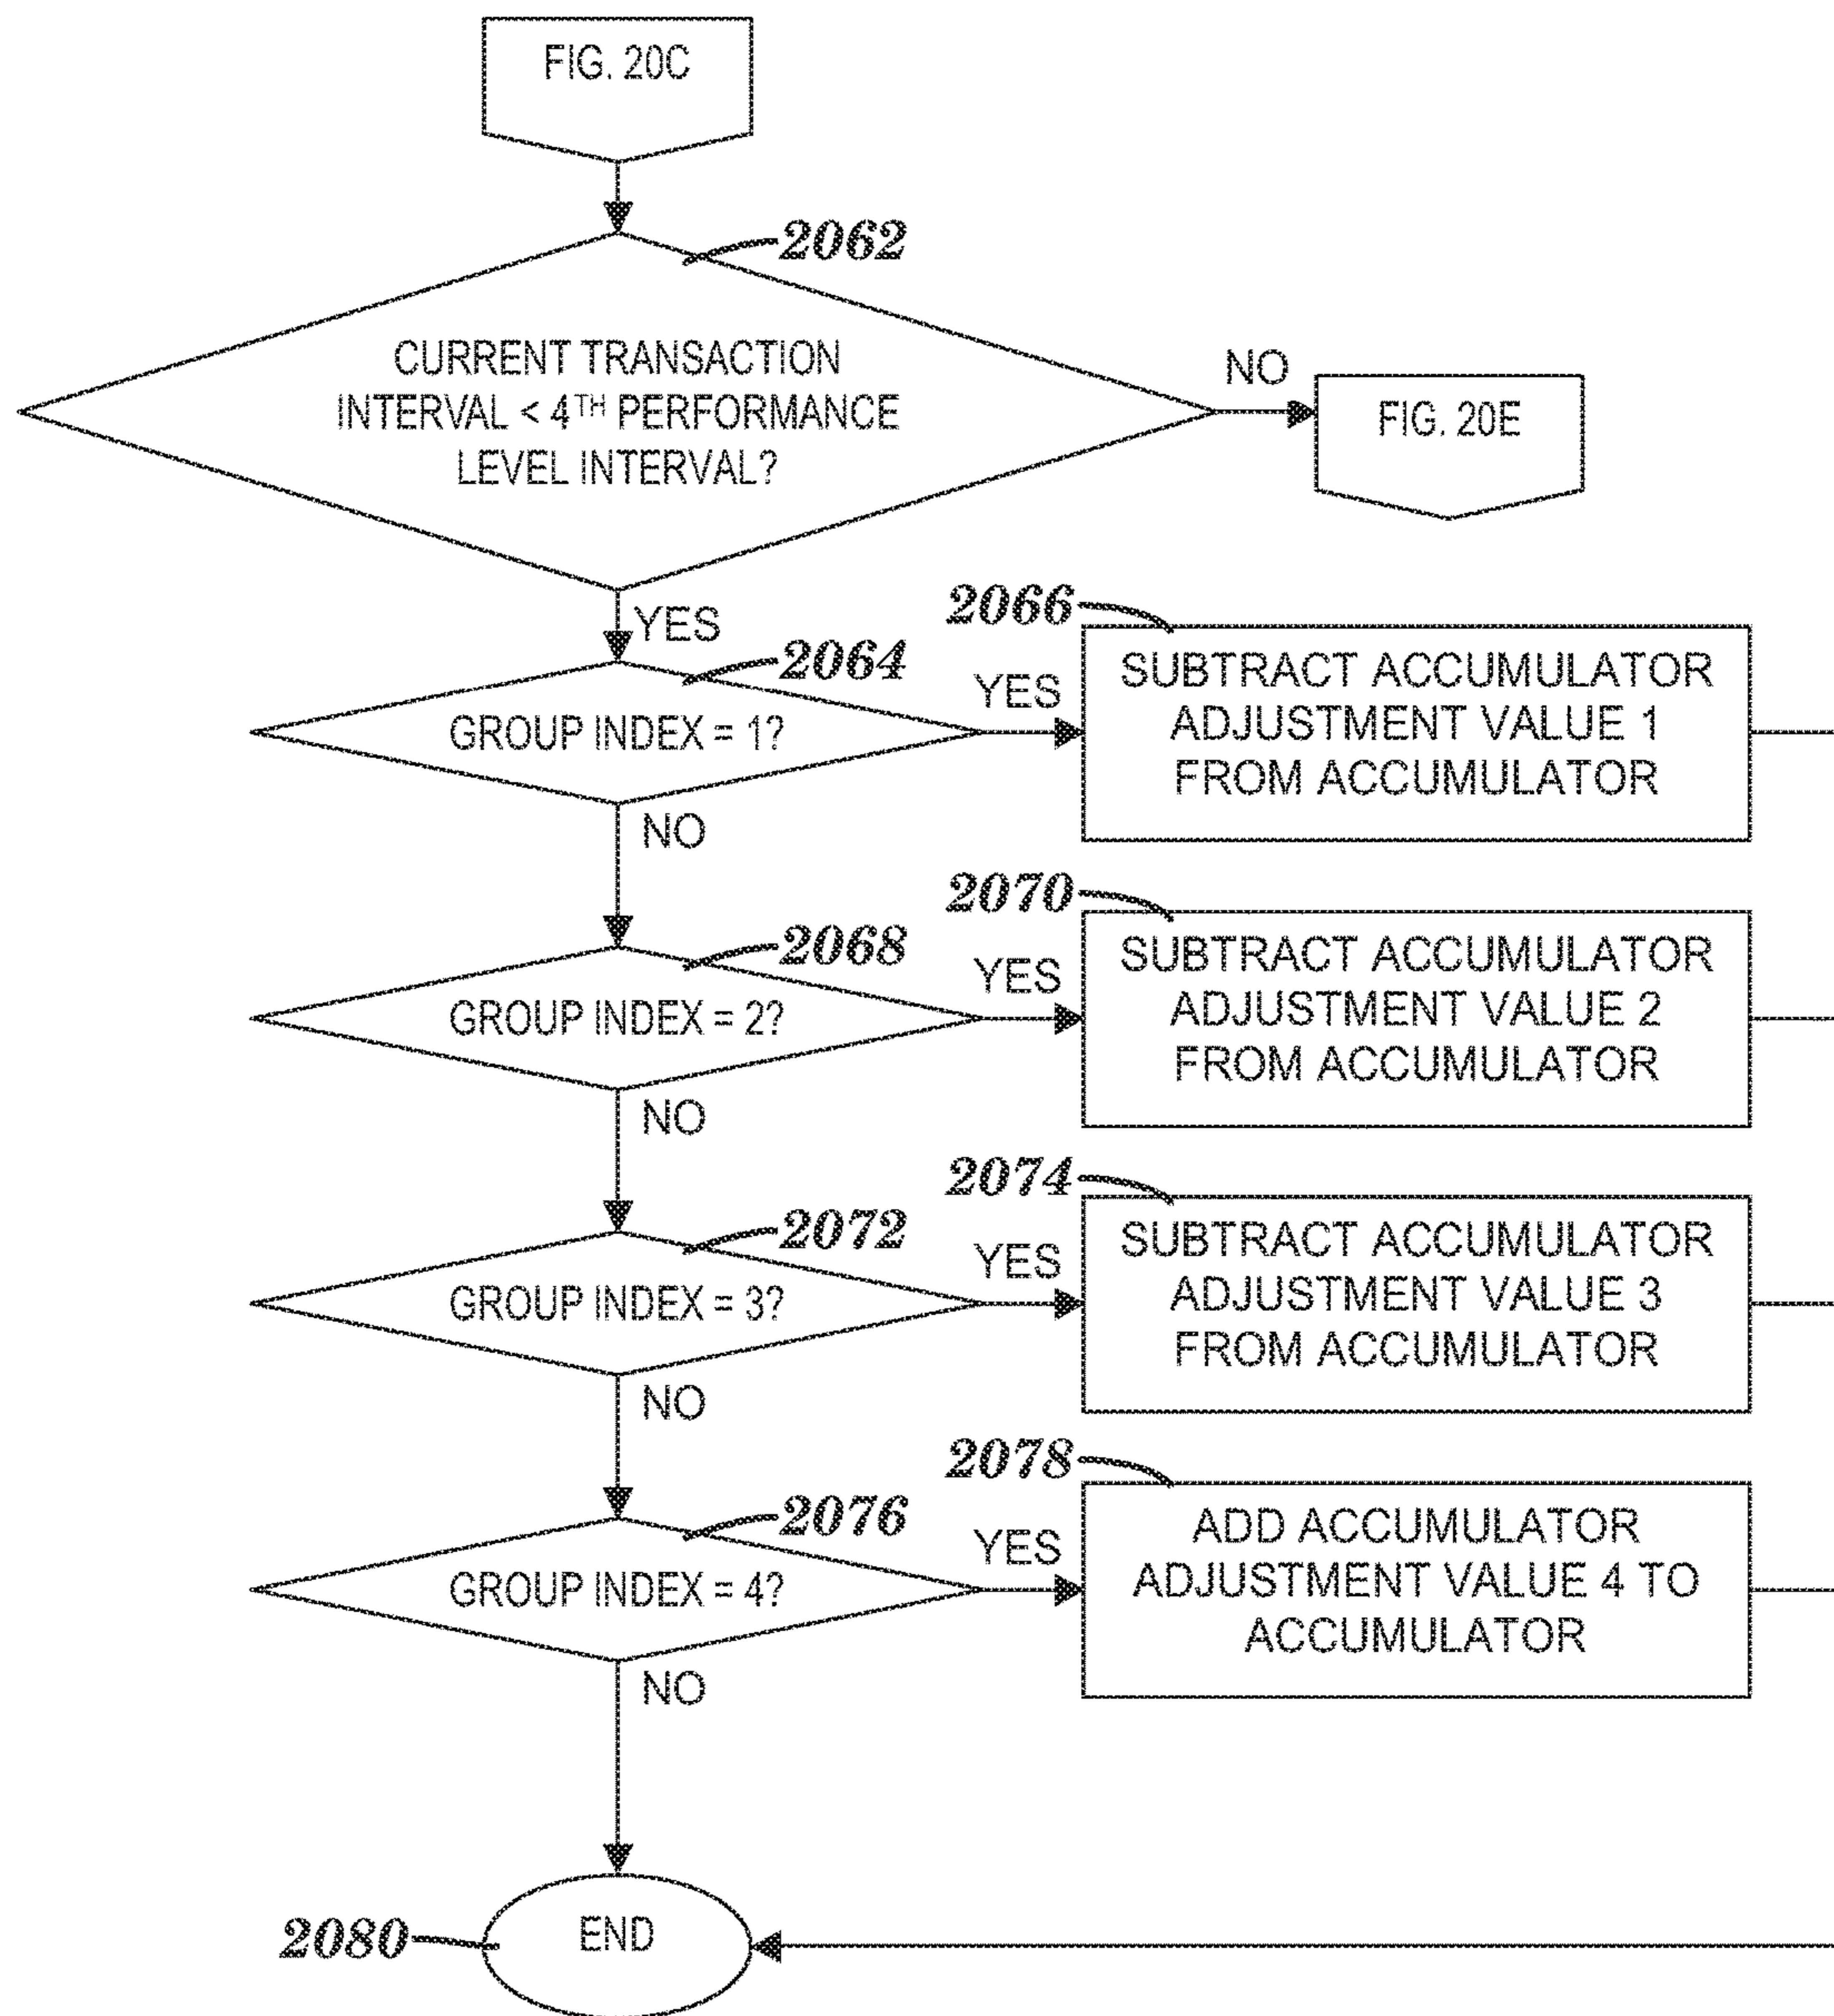 FIG. 20C
2062
CURRENT TRANSACTION
INTERVAL < 4TH PERFORMANCE
LEVEL INTERVAL?
NO
FIG. 20E
YES
2064
GROUP INDEX = 1?
YES
2066
SUBTRACT ACCUMULATOR
ADJUSTMENT VALUE 1
FROM ACCUMULATOR
NO
2068
GROUP INDEX = 2?
YES
2070
SUBTRACT ACCUMULATOR
ADJUSTMENT VALUE 2
FROM ACCUMULATOR
NO
2072
GROUP INDEX = 3?
YES
2074
SUBTRACT ACCUMULATOR
ADJUSTMENT VALUE 3
FROM ACCUMULATOR
NO
2076
GROUP INDEX = 4?
YES
2078
ADD ACCUMULATOR
ADJUSTMENT VALUE 4 TO
ACCUMULATOR
NO
2080
END